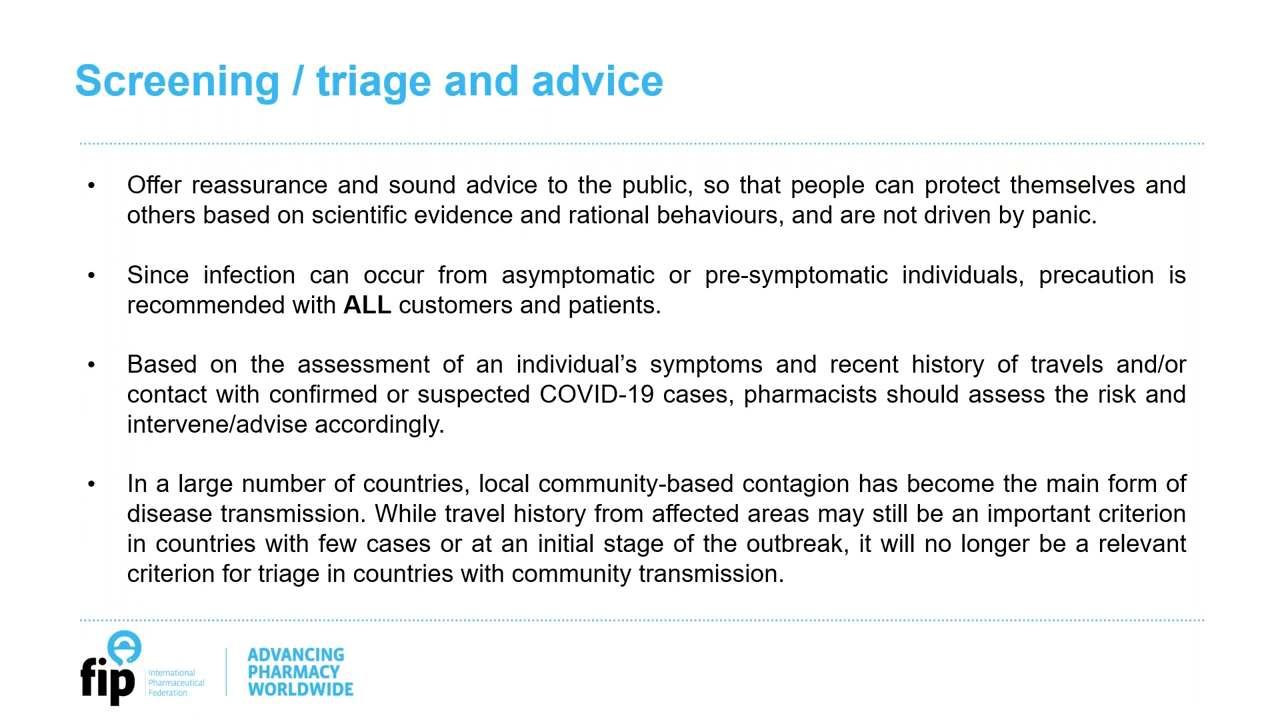 Screening / triage and advice
• Offer reassurance and sound advice to the public, so that people can protect themselves and
others based on scientific evidence and rational behaviours, and are not driven by panic.
• Since infection can occur from asymptomatic or pre-symptomatic individuals, precaution is
recommended with ALL customers and patients.
• Based on the assessment of an individual’s symptoms and recent history of travels and/or
contact with confirmed or suspected COVID-19 cases, pharmacists should assess the risk and
intervene/advise accordingly.
• In a large number of countries, local community-based contagion has become the main form of
disease transmission. While travel history from affected areas may still be an important criterion
in countries with few cases or at an initial stage of the outbreak, it will no longer be a relevant
criterion for triage in countries with community transmission.
fip
International
Pharmaceutical
Federation
ADVANCING
PHARMACY
WORLDWIDE